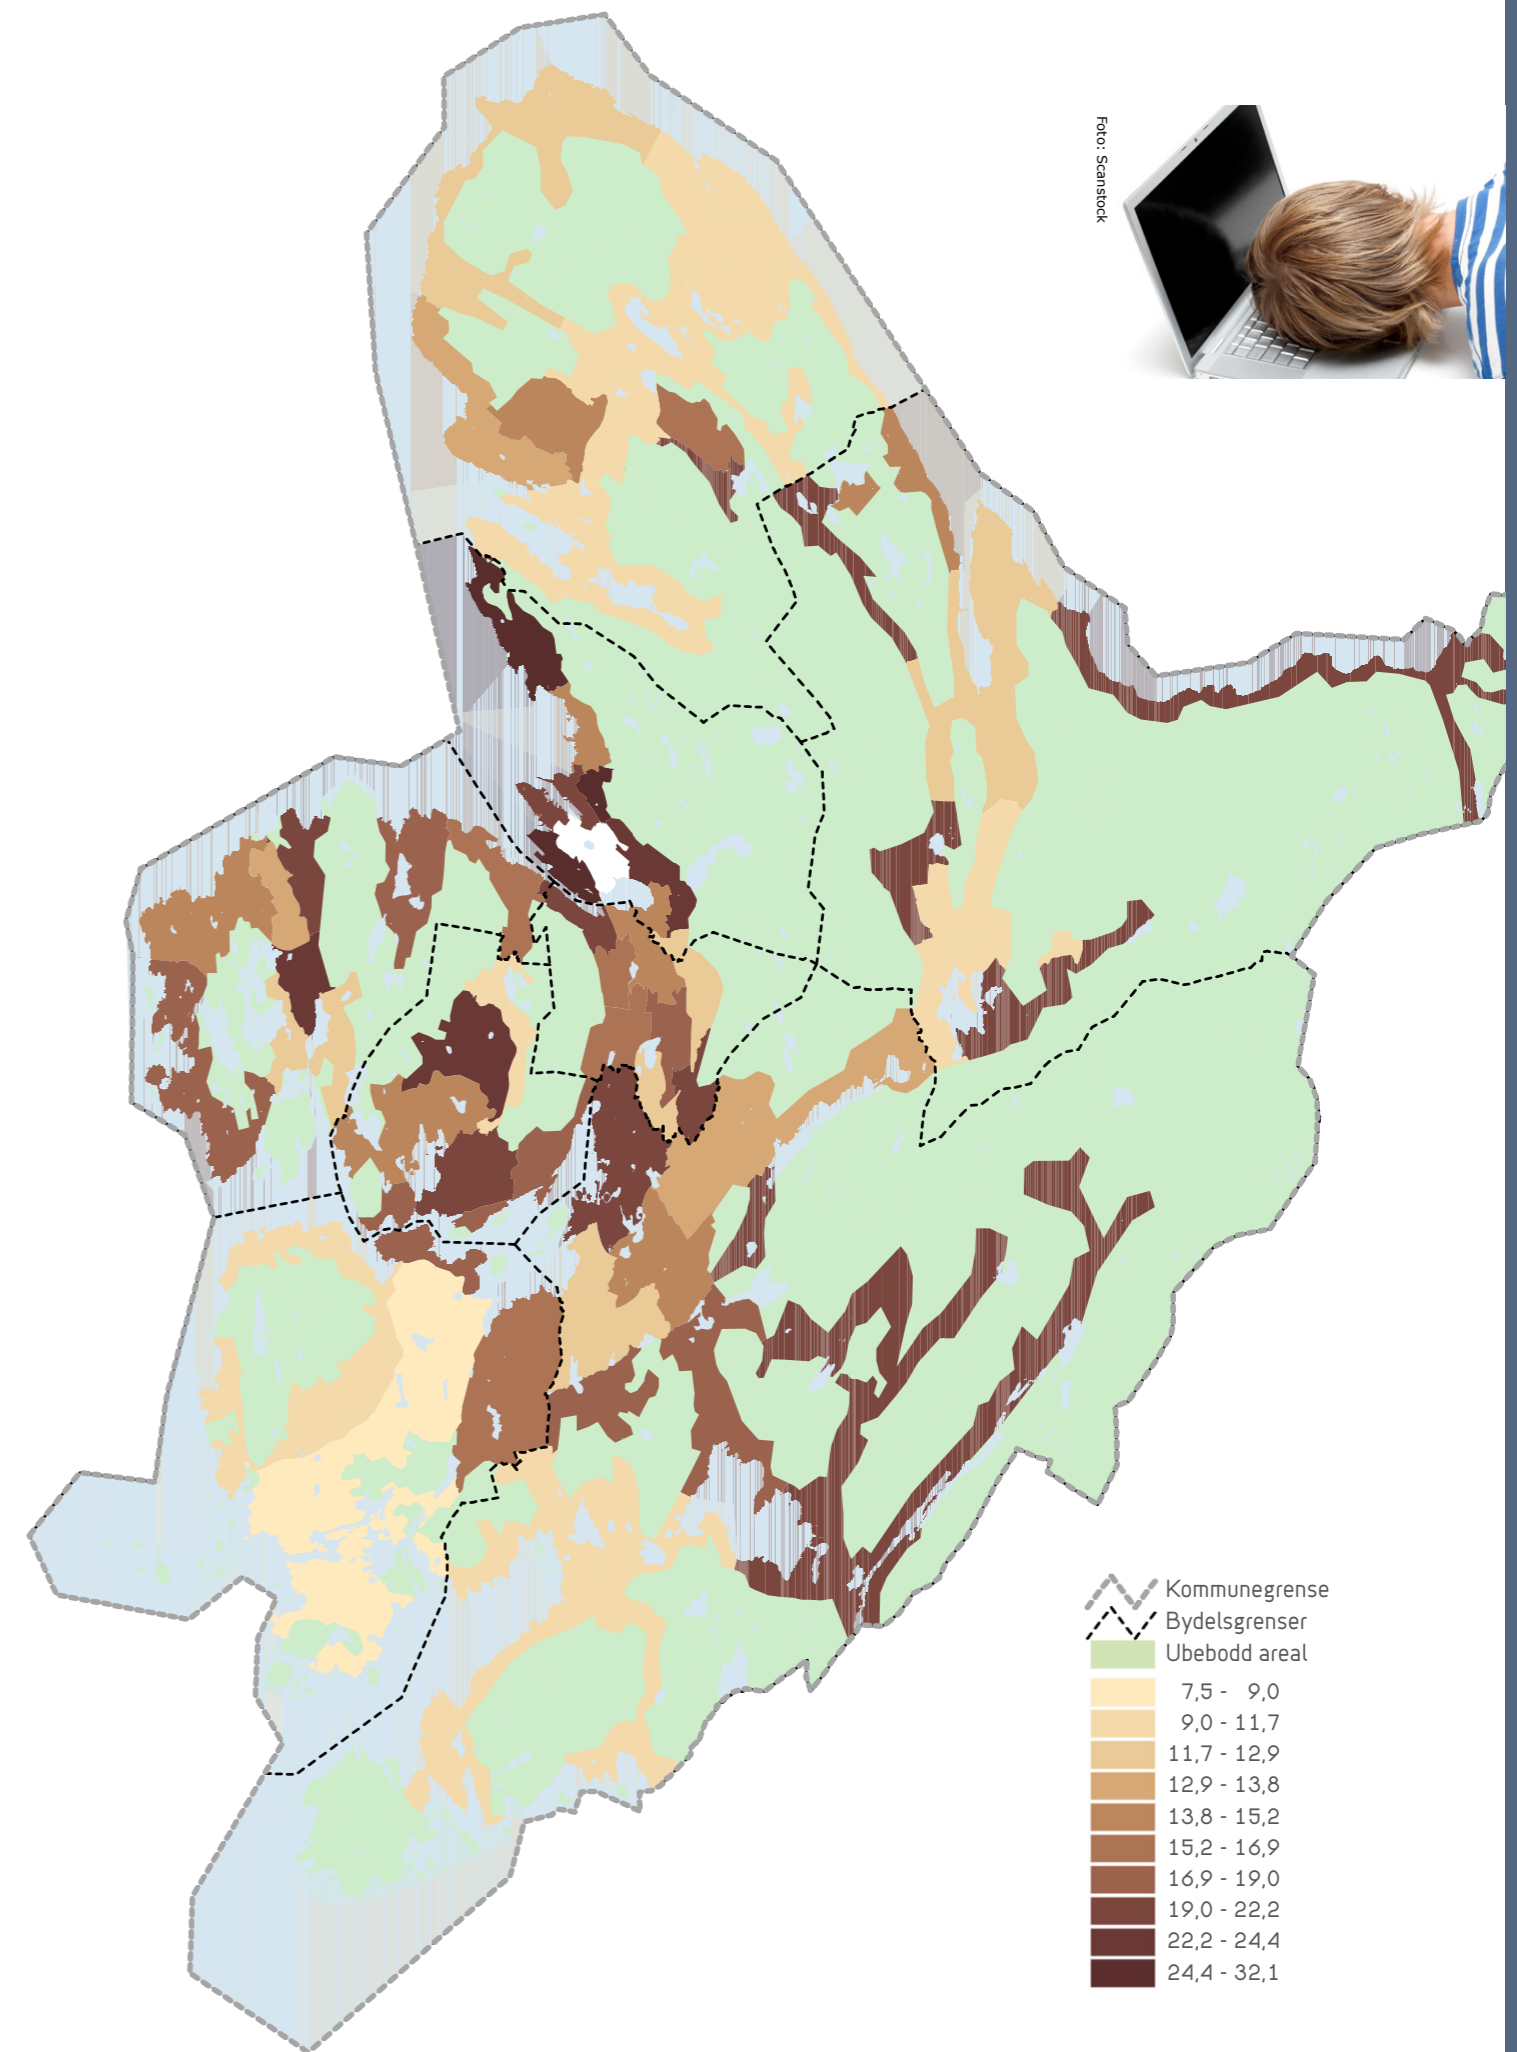 Foto: Scanstock
Kommunegrense
Bydelsgrenser
Ubebodd areal
7,5 - 9,0
9,0 - 11,7
11,7 - 12,9
12,9 - 13,8
13,8 - 15,2
15,2 - 16,9
16,9 - 19,0
19,0 - 22,2
22,2 - 24,4
24,4 - 32,1